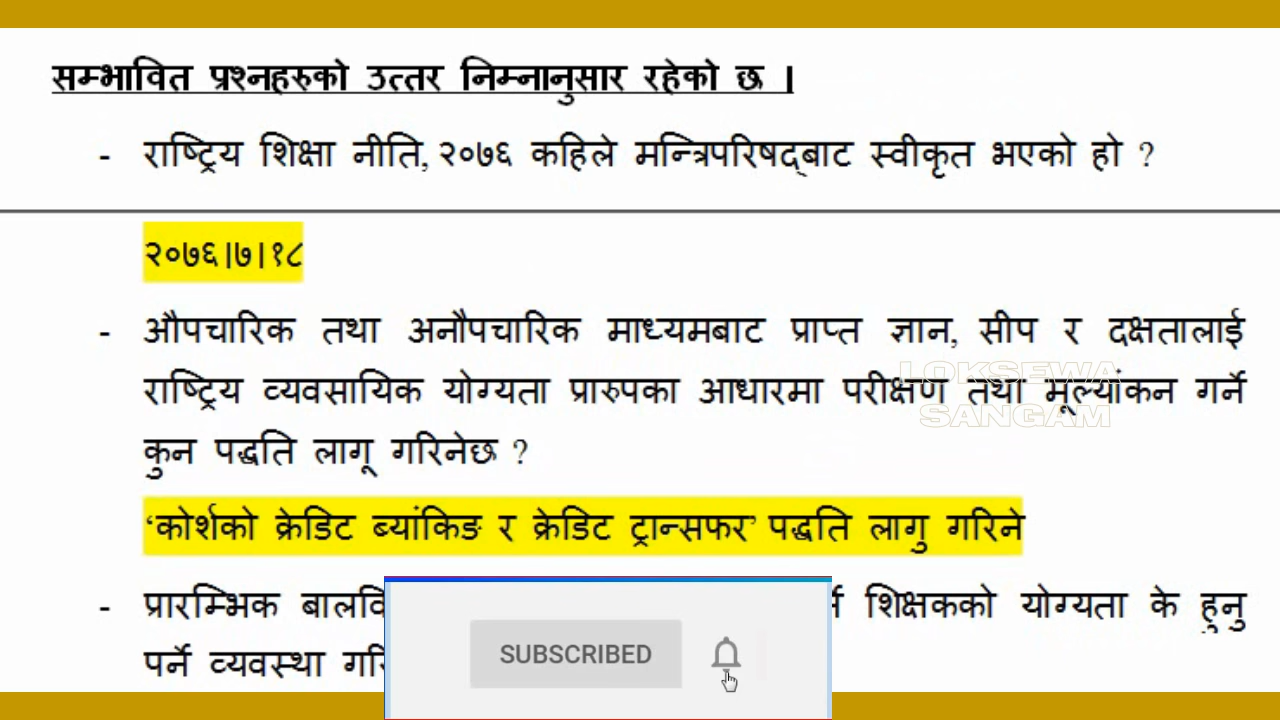 सम्भावित प्रश्नहरुको उत्तर निम्नानुसार रहेको छ ।
- राष्ट्रिय शिक्षा नीति, २०७६ कहिले मन्त्रिपरिषद्बाट स्वीकृत भएको हो ?
२०७६।७।१८
- औपचारिक तथा अनौपचारिक माध्यमबाट प्राप्त ज्ञान, सीप र दक्षतालाई
राष्ट्रिय व्यवसायिक योग्यता प्रारुपका आधारमा परीक्षण तथा मूल्यांकन गर्ने
कुन पद्धति लागू गरिनेछ ?
LOKSEWA
SANGAM
‘कोर्शको क्रेडिट ब्यांकिङ र क्रेडिट ट्रान्सफर’ पद्धति लागु गरिने
- प्रारम्भिक शिक्षकको योग्यता के हुनु
पर्ने व्यवस्था
SUBSCRIBED